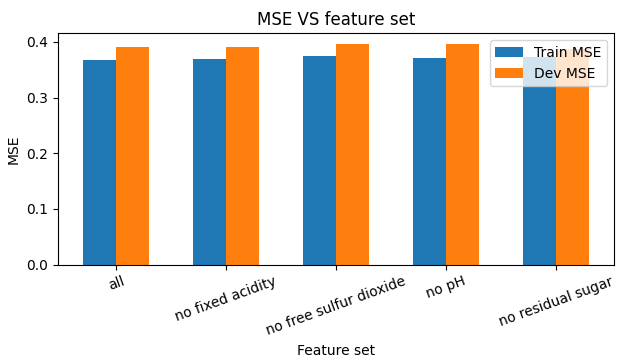 MSE VS feature set
MSE
0.4
0.3
0.2
0.1
0.0
Train MSE
Dev MSE
all
no fixed acidity
no free sulfur dioxide
no pH
no residual sugar
Feature set